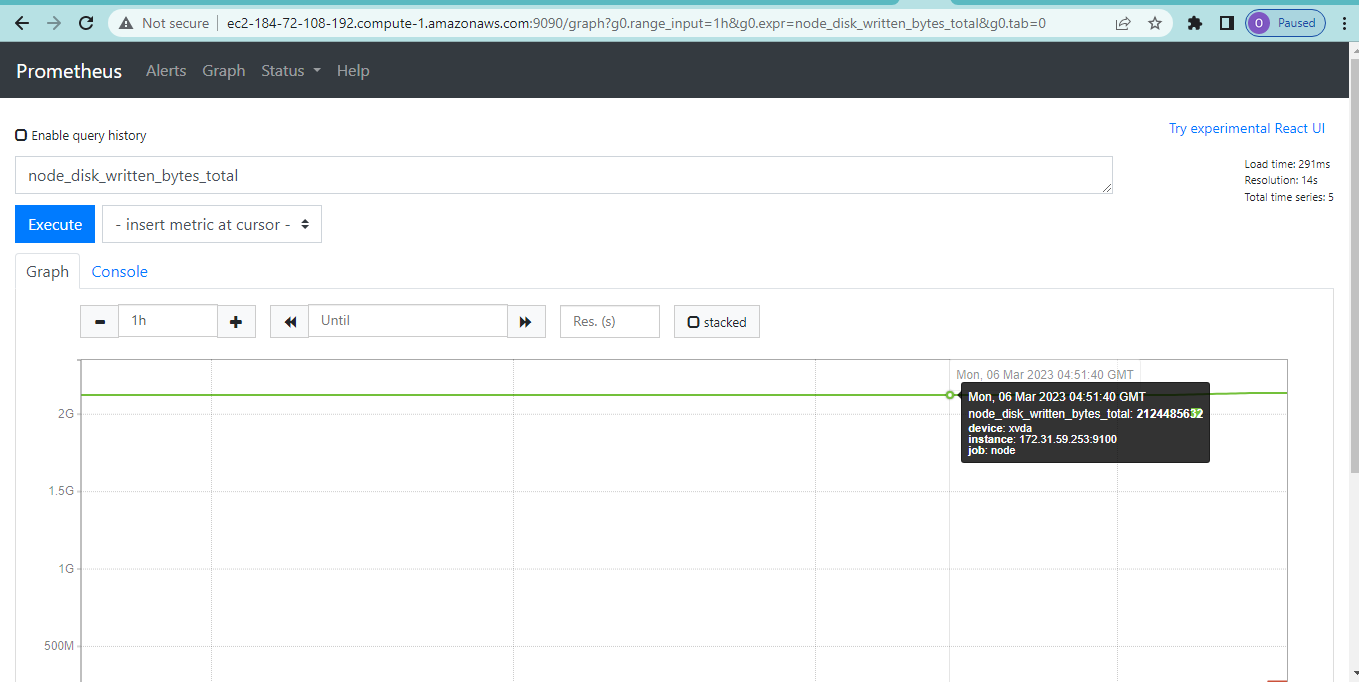 Not secure ec2-184-72-108-192.compute-1.amazonaws.com:9090/graph?g0.range_input=1h&g0.expr=node_disk_written_bytes_total&g0.tab=0 O Paused
Prometheus Alerts Graph Status Help
Enable query history
Try experimental React UI
node_disk_written_bytes_total
Load time: 291ms
Resolution: 14s
Total time series: 5
Execute - insert metric at cursor -
Graph Console
1h Until Res. (s) stacked
Mon, 06 Mar 2023 04:51:40 GMT
Mon, 06 Mar 2023 04:51:40 GMT
node_disk_written_bytes_total: 2124485632
device: xvda
instance: 172.31.59.253:9100
job: node
2G
1.5G
1G
500M